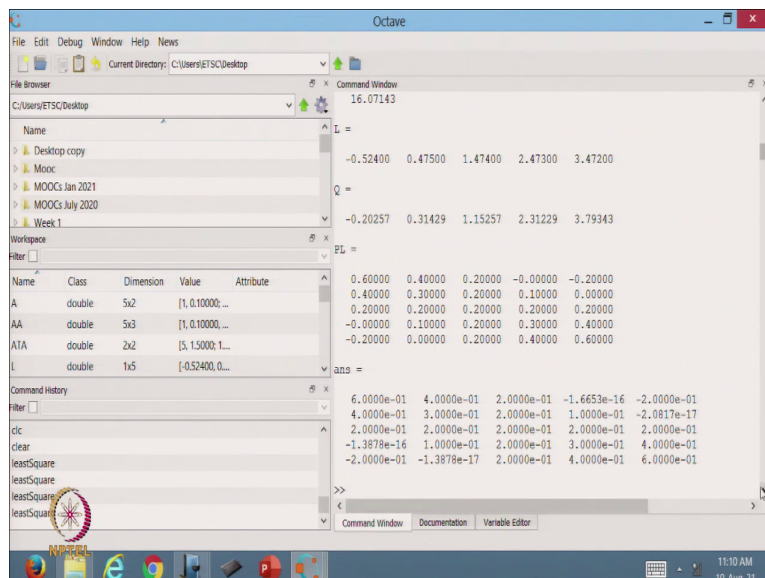 Octave
File Edit Debug Window Help News
Current Directory: C:\Users\ETSC\Desktop
File Browser
C:/Users/ETSC/Desktop
Name
Desktop copy
Mooc
MOOCs Jan 2021
MOOCs July 2020
Week 1
Workspace
Filter
Name Class Dimension Value Attribute
A double 5x2 [1, 0.10000; ...
AA double 5x3 [1, 0.10000, ...
ATA double 2x2 [5, 1.5000; 1....
L double 1x5 [-0.52400, 0....
Command History
Filter
clc
clear
leastSquare
leastSquare
leastSquare
leastSquare
NPTEL
Command Window
16.07143
L =
-0.52400 0.47500 1.47400 2.47300 3.47200
Q =
-0.20257 0.31429 1.15257 2.31229 3.79343
PL =
0.60000 0.40000 0.20000 -0.00000 -0.20000
0.40000 0.30000 0.20000 0.10000 0.00000
0.20000 0.20000 0.20000 0.20000 0.20000
-0.00000 0.10000 0.20000 0.30000 0.40000
-0.20000 0.00000 0.20000 0.40000 0.60000
ans =
6.0000e-01 4.0000e-01 2.0000e-01 -1.6653e-16 -2.0000e-01
4.0000e-01 3.0000e-01 2.0000e-01 1.0000e-01 -2.0817e-17
2.0000e-01 2.0000e-01 2.0000e-01 2.0000e-01 2.0000e-01
-1.3878e-16 1.0000e-01 2.0000e-01 3.0000e-01 4.0000e-01
-2.0000e-01 -1.3878e-17 2.0000e-01 4.0000e-01 6.0000e-01
>>
Command Window Documentation Variable Editor
11:10 AM